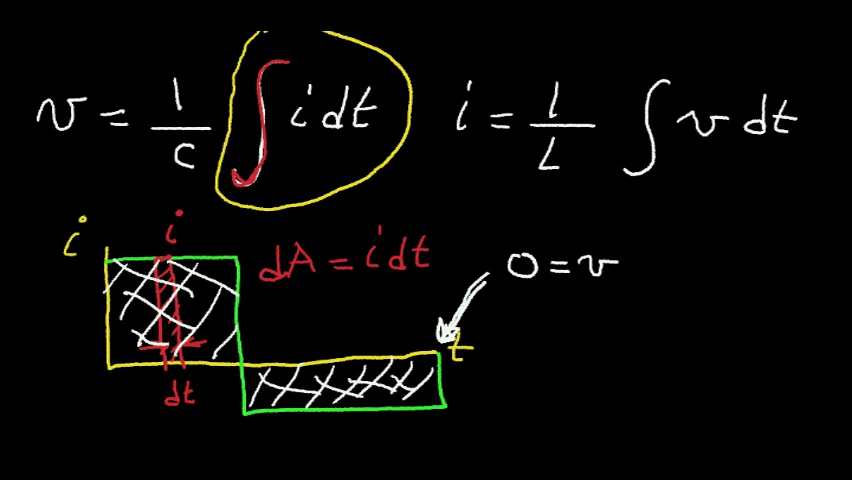 v = 1/C ∫ i dt    i = 1/L ∫ v dt
i i
dA = i dt    0 = v
t
dt